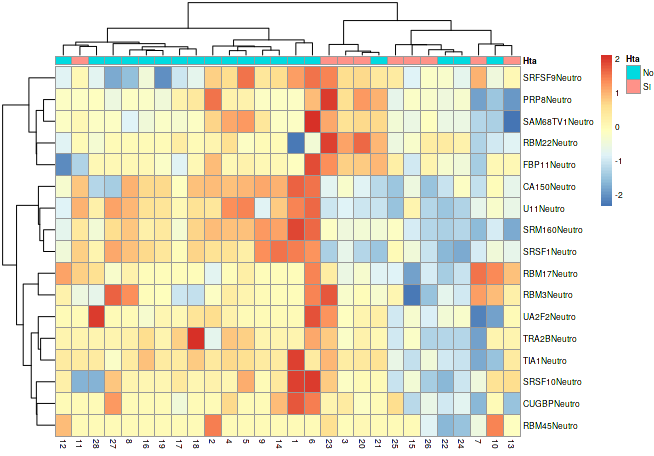 Hta
2
1
0
-1
-2
Hta
No
Si
SRFSF9Neutro
PRP8Neutro
SAM68TV1Neutro
RBM22Neutro
FBP11Neutro
CA150Neutro
U11Neutro
SRM160Neutro
SRSF1Neutro
RBM17Neutro
RBM3Neutro
UA2F2Neutro
TRA2BNeutro
TIA1Neutro
SRSF10Neutro
CUGBPNeutro
RBM45Neutro
12 11 28 27 8 16 19 17 18 2 4 5 9 14 1 6 23 3 20 21 25 15 26 22 24 7 10 13